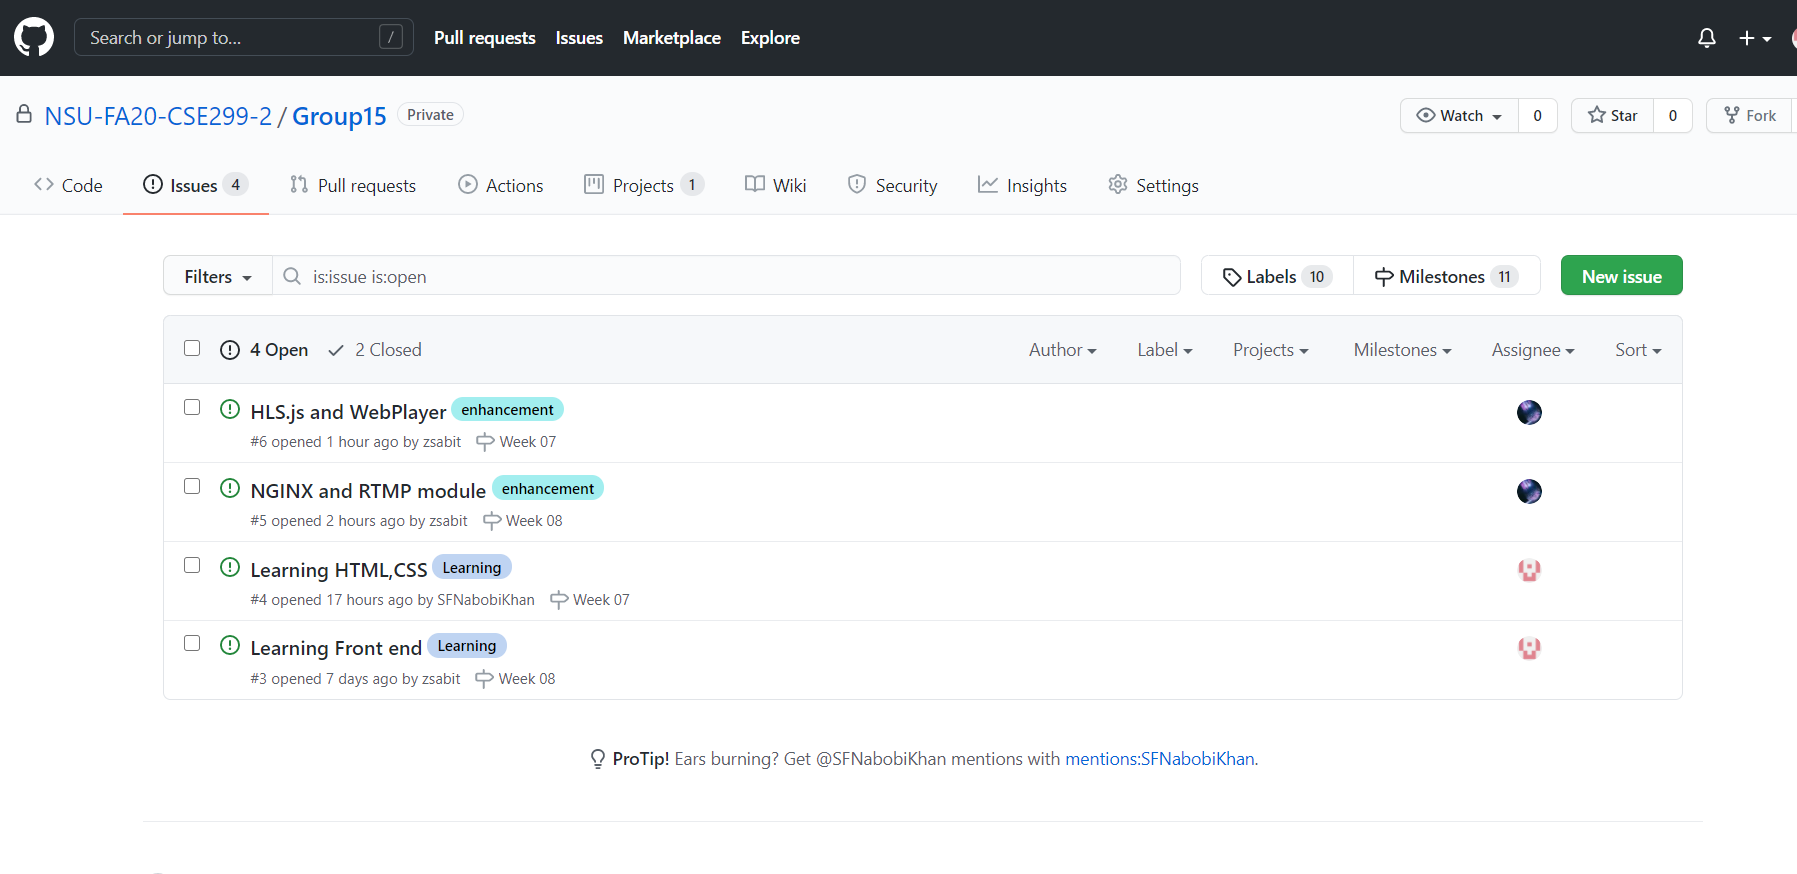 Search or jump to... /
Pull requests Issues Marketplace Explore
NSU-FA20-CSE299-2 / Group15 Private
Watch 0 Star 0 Fork
Code Issues 4 Pull requests Actions Projects 1 Wiki Security Insights Settings
Filters is:issue is:open Labels 10 Milestones 11 New issue
4 Open 2 Closed Author Label Projects Milestones Assignee Sort
HLS.js and WebPlayer enhancement
#6 opened 1 hour ago by zsabit Week 07
NGINX and RTMP module enhancement
#5 opened 2 hours ago by zsabit Week 08
Learning HTML,CSS Learning
#4 opened 17 hours ago by SFNabobiKhan Week 07
Learning Front end Learning
#3 opened 7 days ago by zsabit Week 08
ProTip! Ears burning? Get @SFNabobiKhan mentions with mentions:SFNabobiKhan.